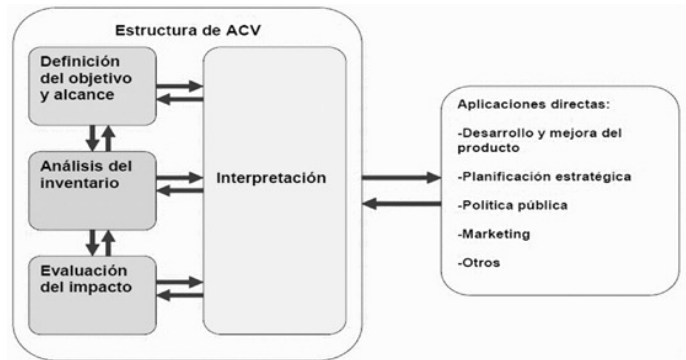 Estructura de ACV
Definición
del objetivo
y alcance
Análisis del
inventario
Evaluación
del impacto
Interpretación
Aplicaciones directas:
-Desarrollo y mejora del
producto
-Planificación estratégica
-Política pública
-Marketing
-Otros